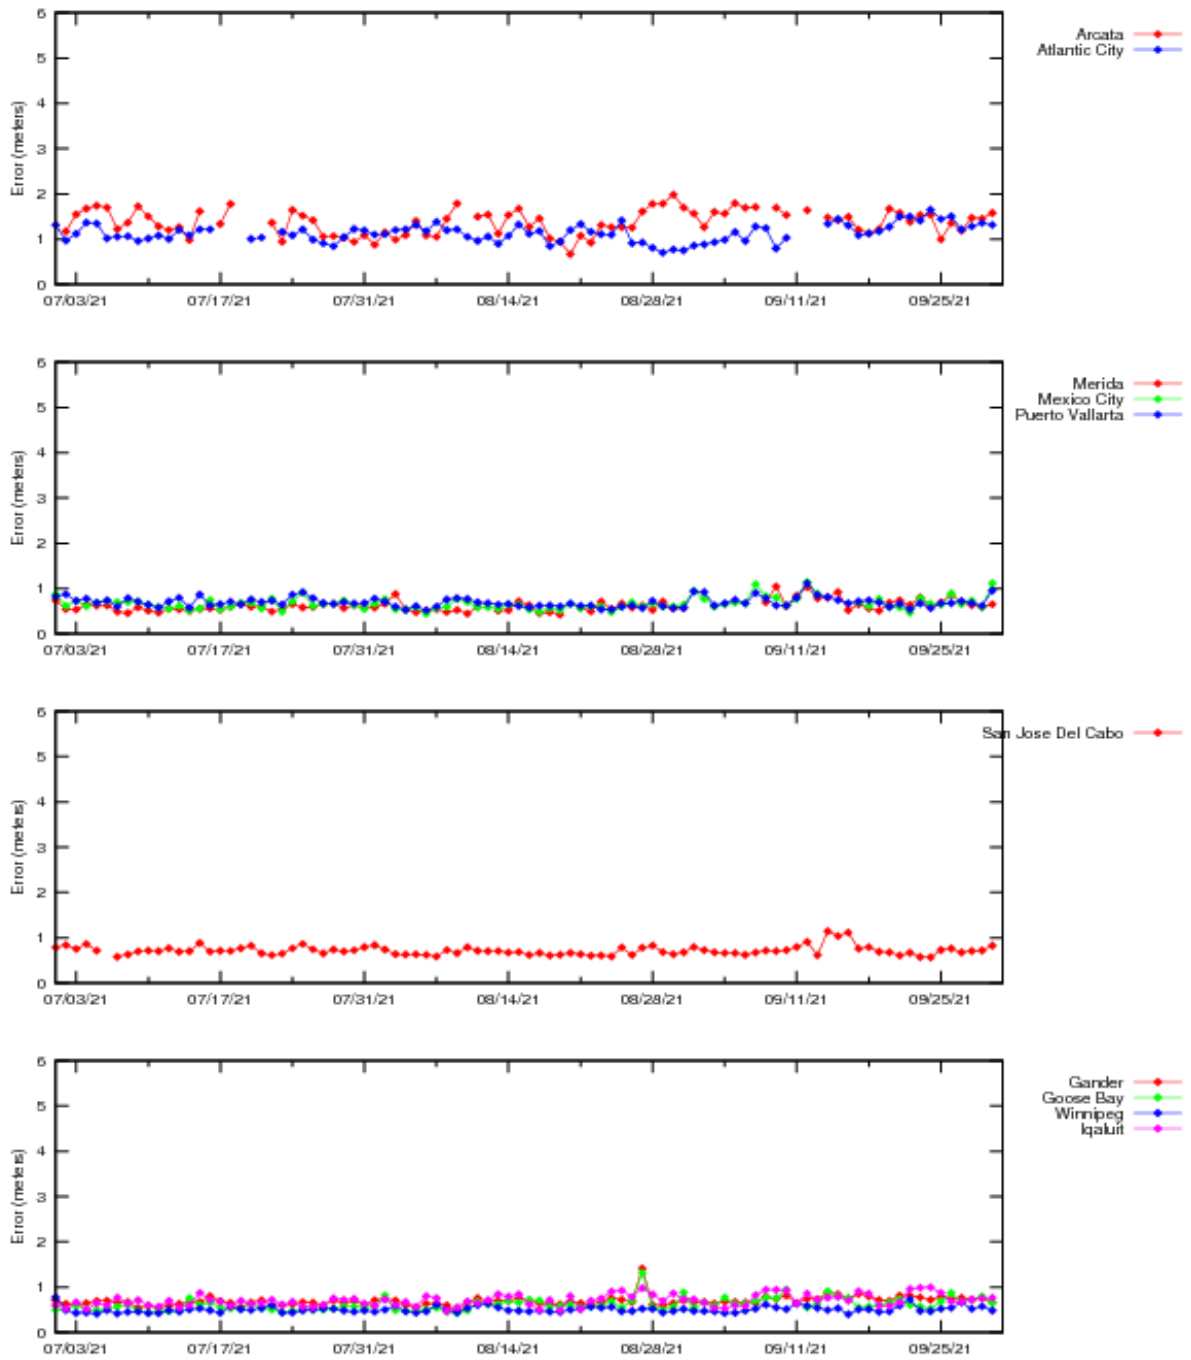 6
5
4
3
2
1
0
Error (meters)
07/03/21 07/17/21 07/31/21 08/14/21 08/28/21 09/11/21 09/25/21
Arcata
Atlantic City
6
5
4
3
2
1
0
Error (meters)
07/03/21 07/17/21 07/31/21 08/14/21 08/28/21 09/11/21 09/25/21
Merida
Mexico City
Puerto Vallarta
6
5
4
3
2
1
0
Error (meters)
07/03/21 07/17/21 07/31/21 08/14/21 08/28/21 09/11/21 09/25/21
San Jose Del Cabo
6
5
4
3
2
1
0
Error (meters)
07/03/21 07/17/21 07/31/21 08/14/21 08/28/21 09/11/21 09/25/21
Gander
Goose Bay
Winnipeg
Iqaluit